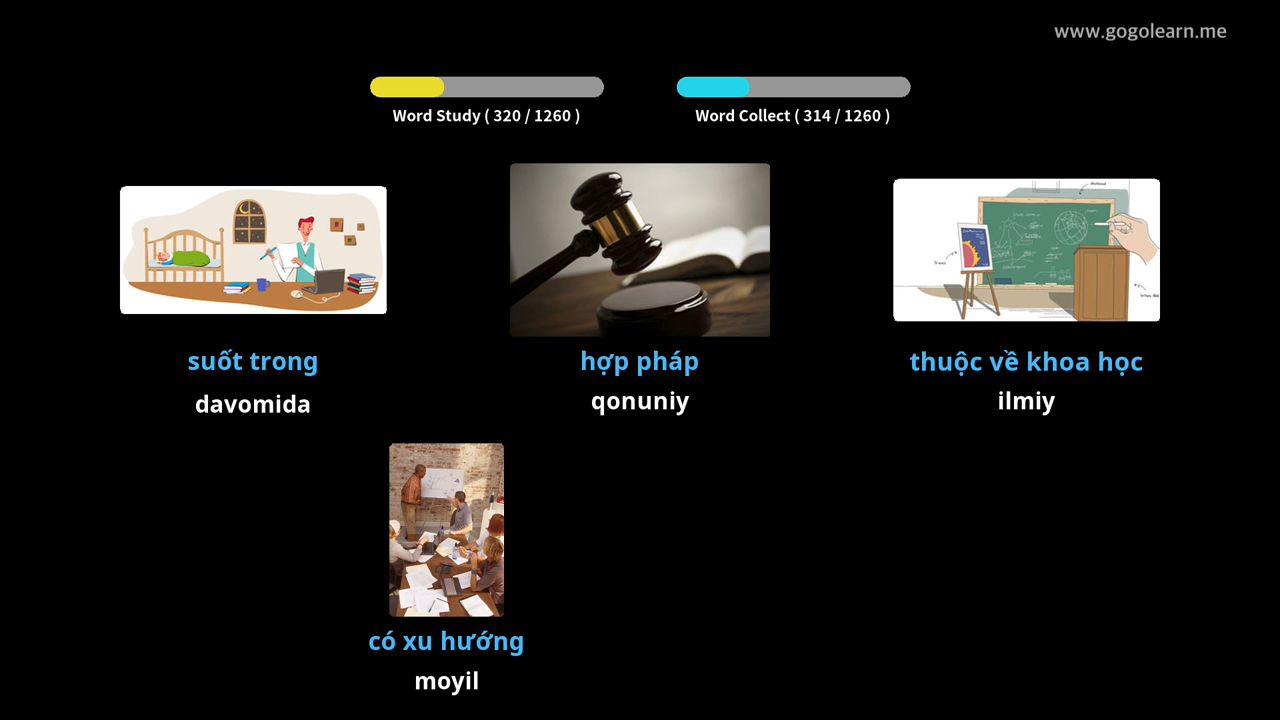 www.gogolearn.me
Word Study ( 320 / 1260 )
Word Collect ( 314 / 1260 )
suốt trong
davomida
hợp pháp
qonuniy
thuộc về khoa học
ilmiy
có xu hướng
moyil